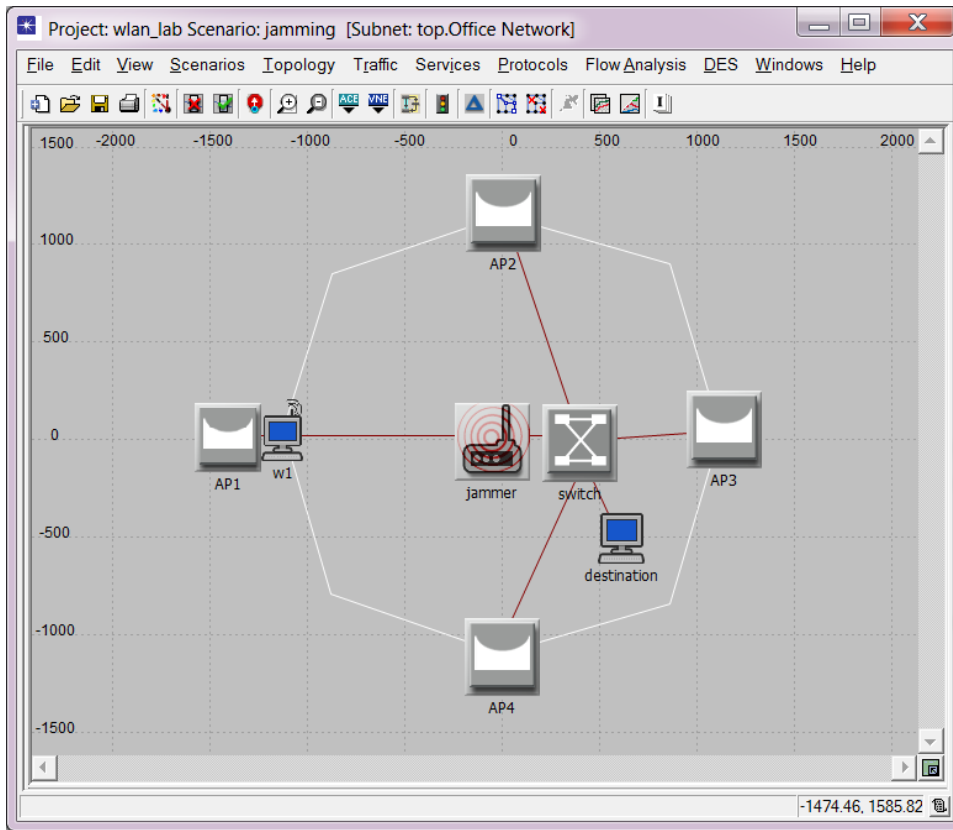 Project: wlan_lab Scenario: jamming [Subnet: top.Office Network]
File Edit View Scenarios Topology Traffic Services Protocols Flow Analysis DES Windows Help
ACE VNE
1500 -2000 -1500 -1000 -500 0 500 1000 1500 2000
1000
AP2
500
0
AP1 w1 jammer switch AP3
-500
destination
-1000
AP4
-1500
-1474.46, 1585.82